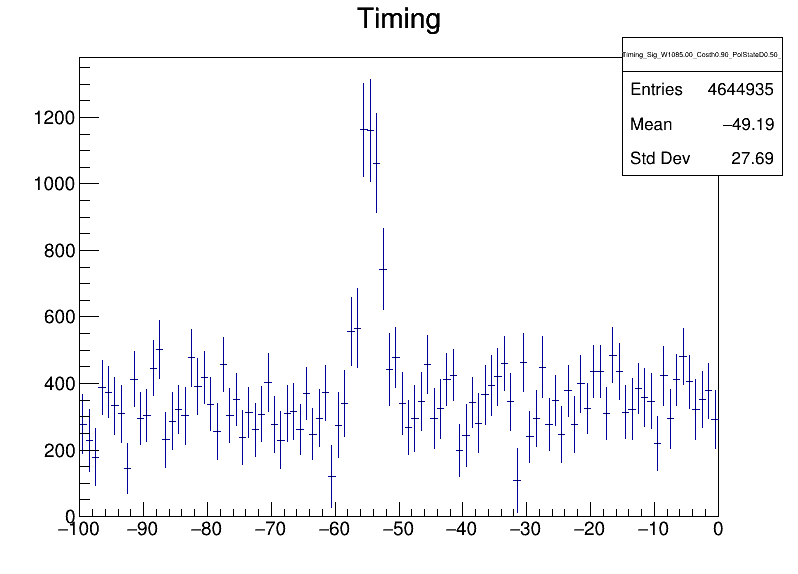 Timing
Timing_Sig_W1085.00_Costh0.90_PolStateD0.50_
Entries 4644935
Mean −49.19
Std Dev 27.69
1200
1000
800
600
400
200
0
−100 −90 −80 −70 −60 −50 −40 −30 −20 −10 0